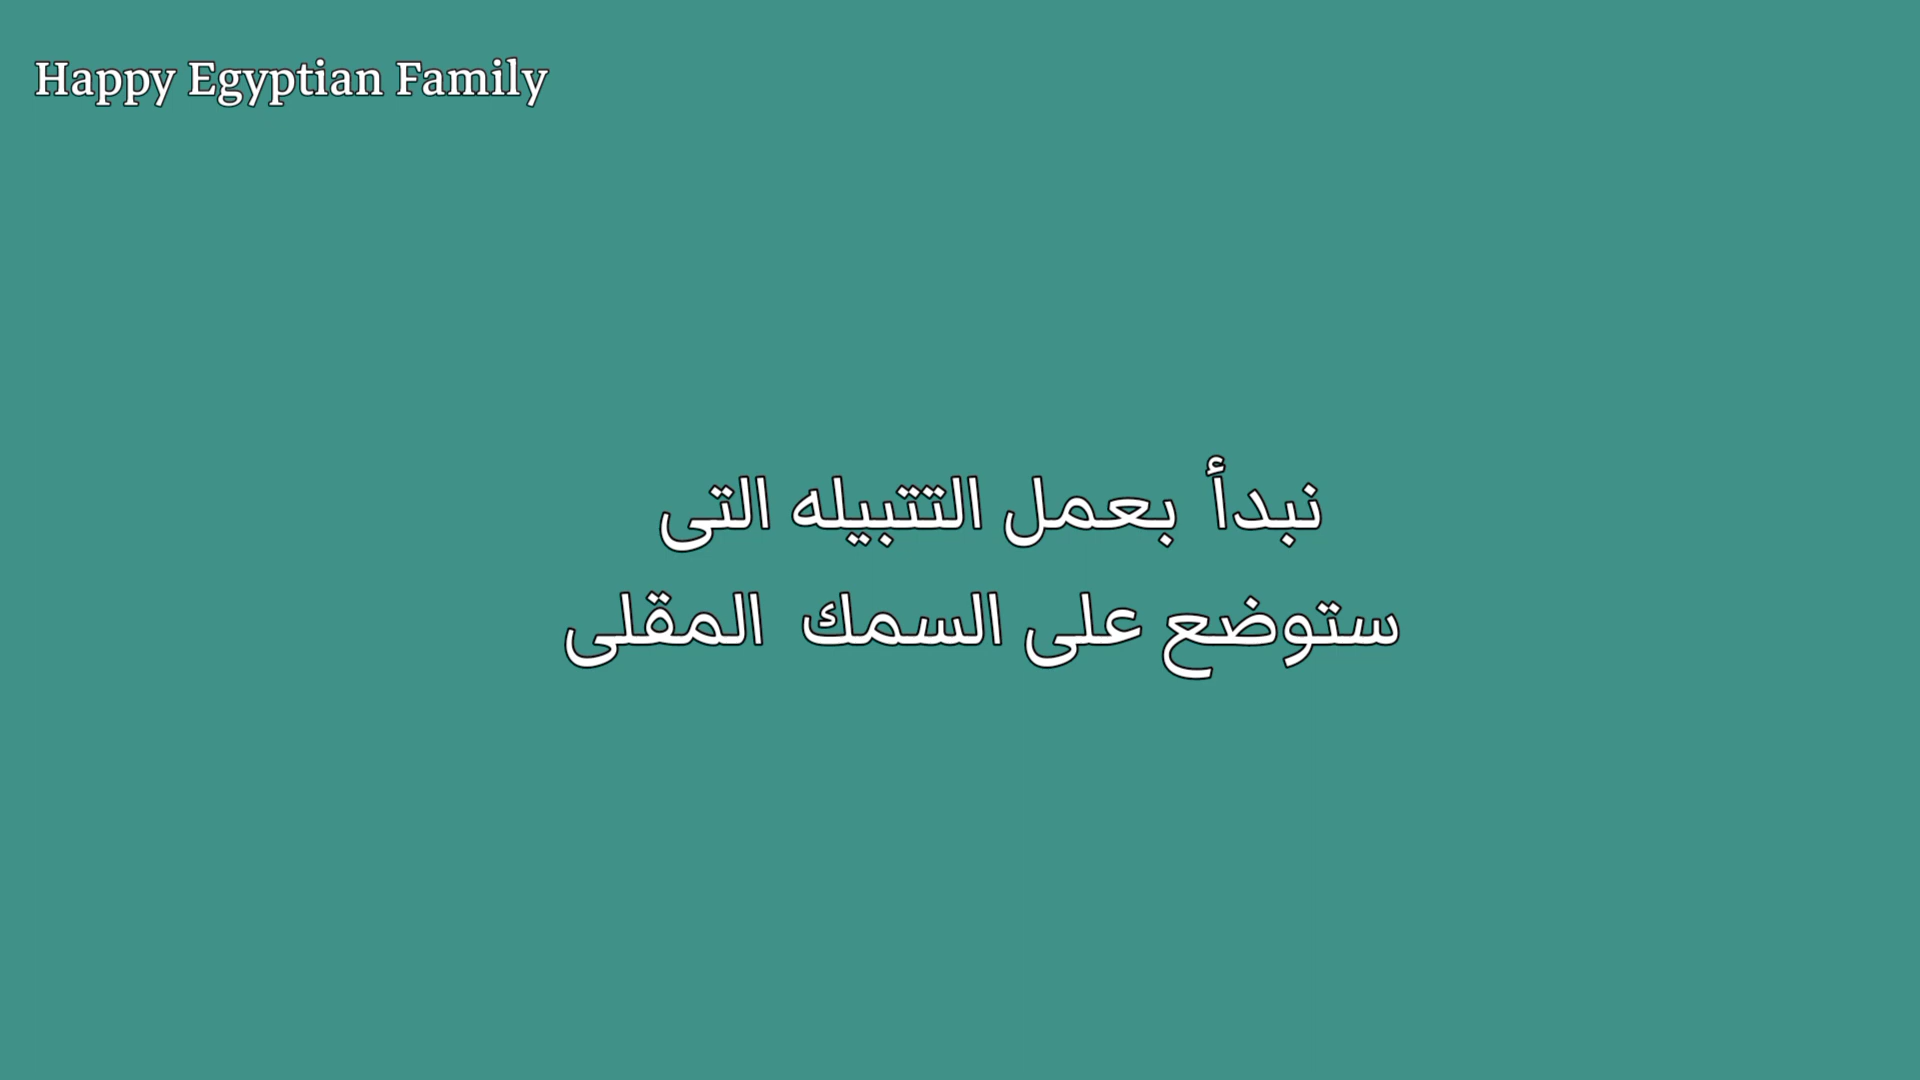 Happy Egyptian Family
نبدأ بعمل التتبيله التى
ستوضع على السمك المقلى